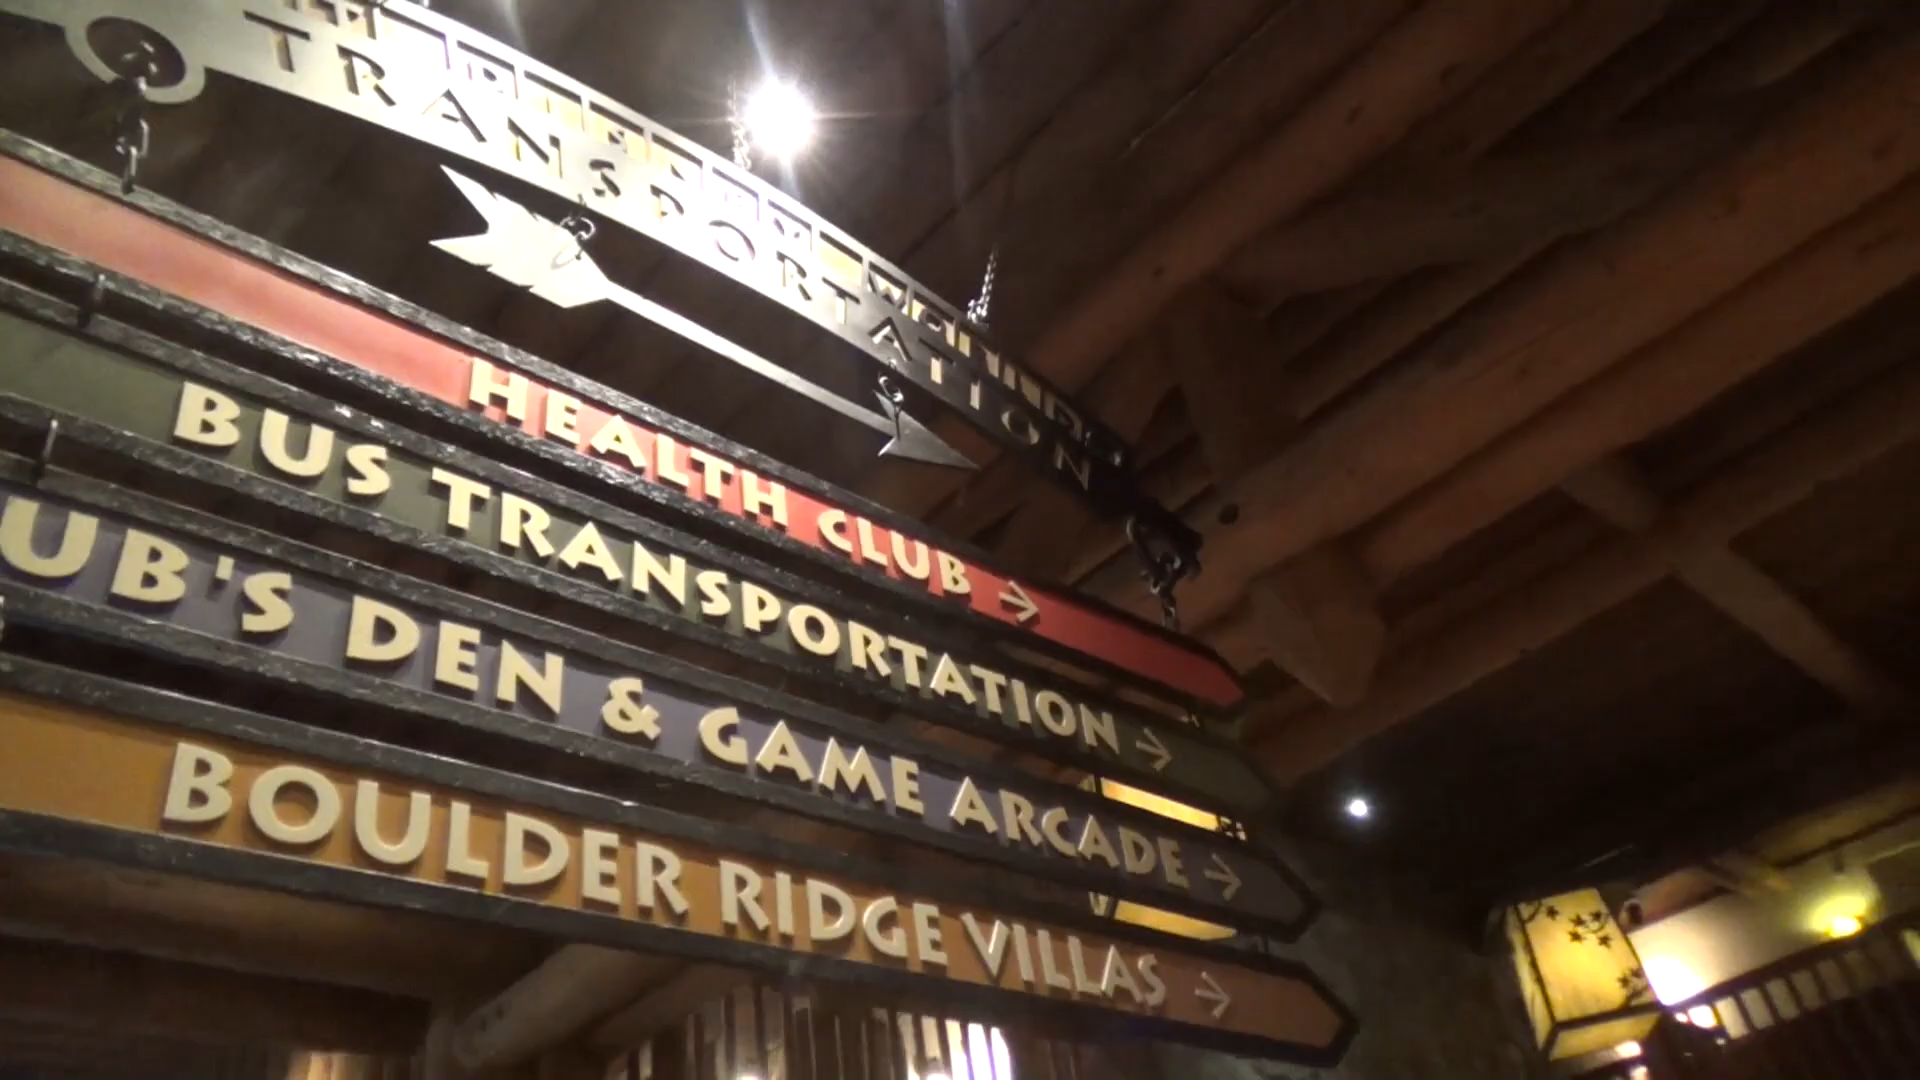 TRANSPORTATION
HEALTH CLUB →
BUS TRANSPORTATION →
UB'S DEN & GAME ARCADE →
BOULDER RIDGE VILLAS →